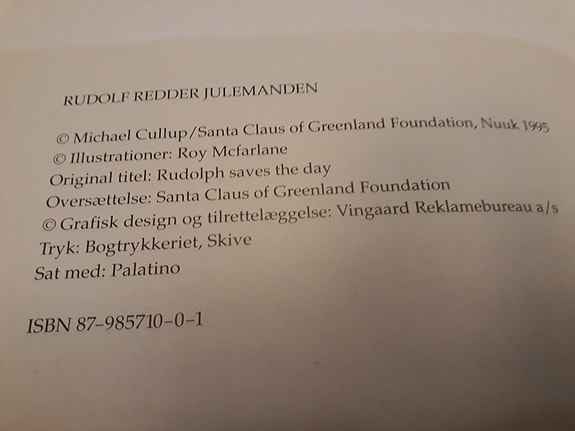 RUDOLF REDDER JULEMANDEN
© Michael Cullup/Santa Claus of Greenland Foundation, Nuuk 1995
© Illustrationer: Roy Mcfarlane
Original titel: Rudolph saves the day
Oversættelse: Santa Claus of Greenland Foundation
© Grafisk design og tilrettelæggelse: Vingaard Reklamebureau a/s
Tryk: Bogtrykkeriet, Skive
Sat med: Palatino
ISBN 87-985710-0-1